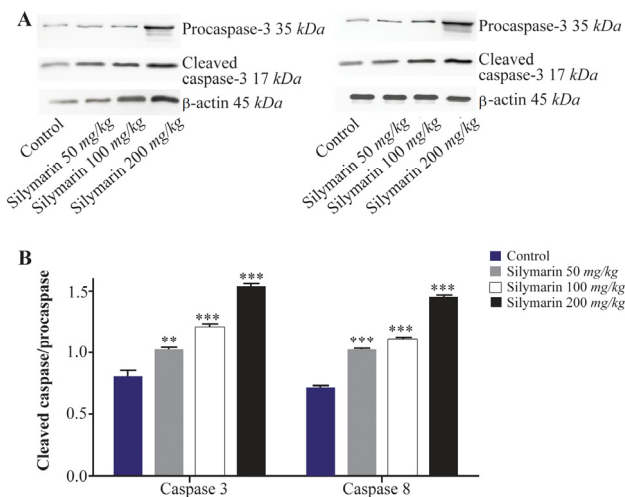 A
Procaspase-3 35 kDa
Cleaved
caspase-3 17 kDa
β-actin 45 kDa
Control
Silymarin 50 mg/kg
Silymarin 100 mg/kg
Silymarin 200 mg/kg
Procaspase-3 35 kDa
Cleaved
caspase-3 17 kDa
β-actin 45 kDa
Control
Silymarin 50 mg/kg
Silymarin 100 mg/kg
Silymarin 200 mg/kg
B
Control
Silymarin 50 mg/kg
Silymarin 100 mg/kg
Silymarin 200 mg/kg
Cleaved caspase/procaspase
1.5
1.0
0.5
0.0
**
***
***
***
***
***
Caspase 3
Caspase 8